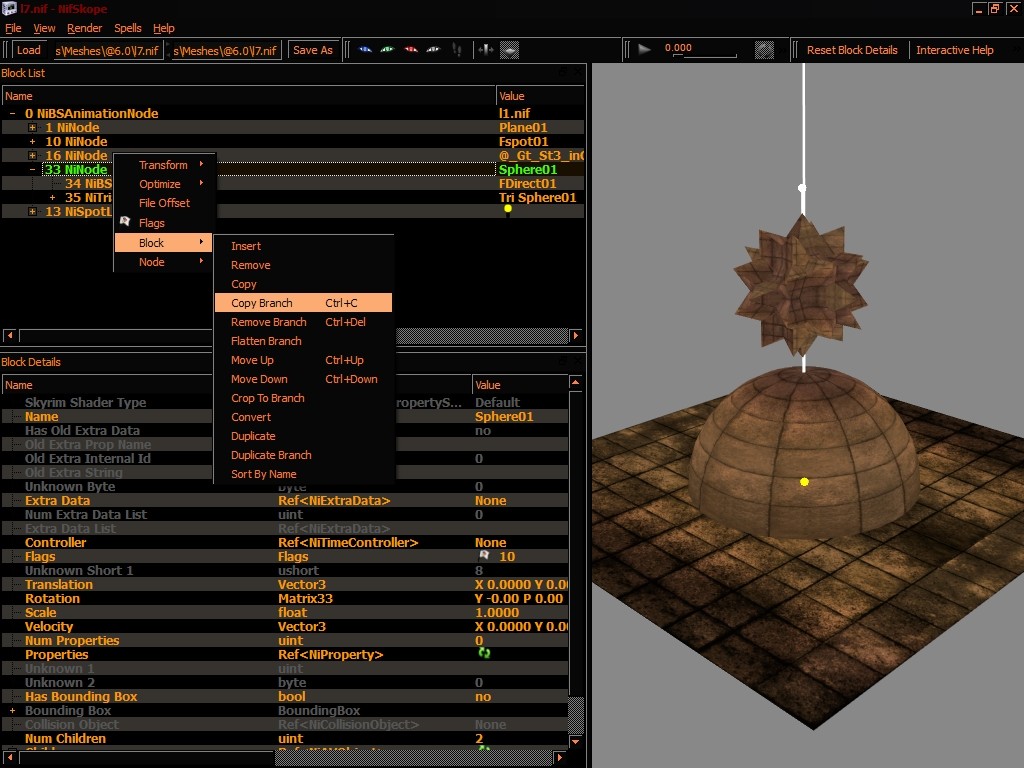 l7.nif - NifSkope
File View Render Spells Help
Load s\Meshes\@6.0\l7.nif s\Meshes\@6.0\l7.nif Save As 0.000 Reset Block Details Interactive Help
Block List
Name Value
0 NiBSAnimationNode l1.nif
1 NiNode Plane01
10 NiNode Fspot01
16 NiNode @_Gt_St3_in
33 NiNode Sphere01
34 NiBS FDirect01
35 NiTri Tri Sphere01
13 NiSpotL
Transform
Optimize
File Offset
Flags
Block
Node
Insert
Remove
Copy
Copy Branch Ctrl+C
Remove Branch Ctrl+Del
Flatten Branch
Move Up Ctrl+Up
Move Down Ctrl+Down
Crop To Branch
Convert
Duplicate
Duplicate Branch
Sort By Name
Block Details
Name Value
Skyrim Shader Type ropertyS... Default
Name Sphere01
Has Old Extra Data no
Old Extra Prop Name
Old Extra Internal Id 0
Old Extra String
Unknown Byte byte 0
Extra Data Ref<NiExtraData> None
Num Extra Data List uint 0
Extra Data List Ref<NiExtraData>
Controller Ref<NiTimeController> None
Flags Flags 10
Unknown Short 1 ushort 8
Translation Vector3 X 0.0000 Y 0.0
Rotation Matrix33 Y -0.00 P 0.00
Scale float 1.0000
Velocity Vector3 X 0.0000 Y 0.0
Num Properties uint 0
Properties Ref<NiProperty>
Unknown 1 uint
Unknown 2 byte 0
Has Bounding Box bool no
Bounding Box BoundingBox
Collision Object Ref<NiCollisionObject> None
Num Children uint 2